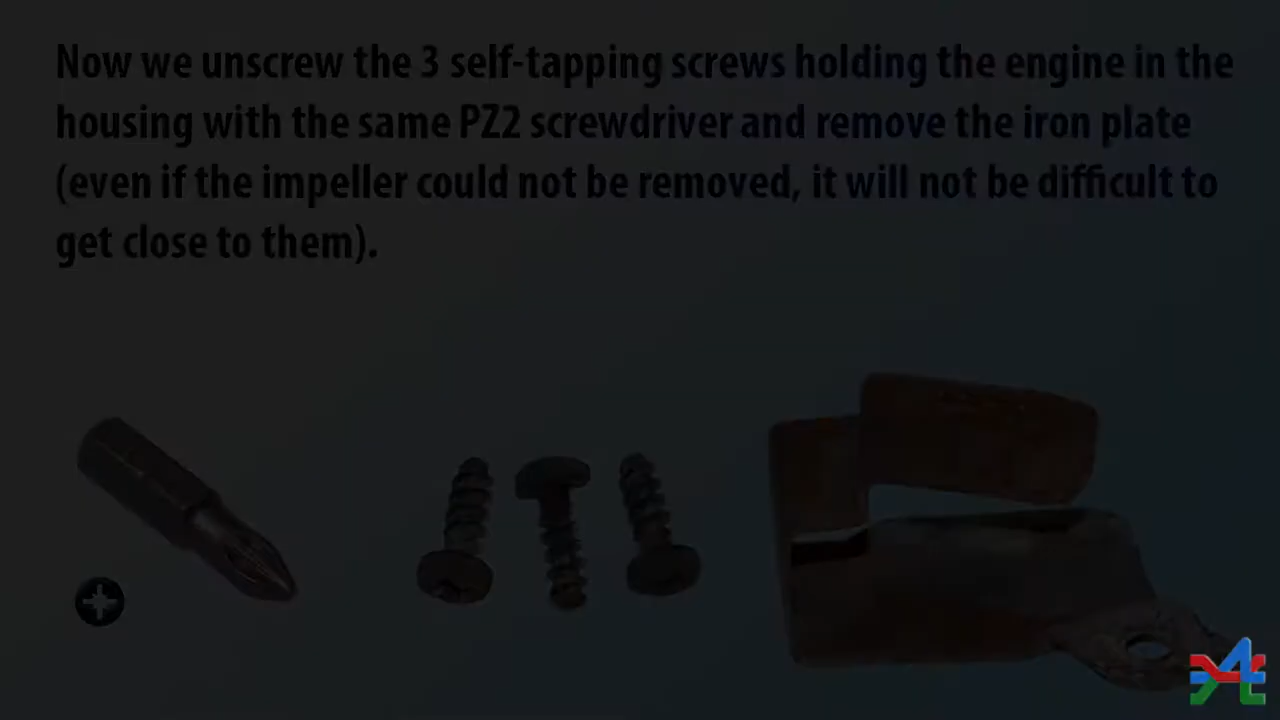 Now we unscrew the 3 self-tapping screws holding the engine in the
housing with the same PZ2 screwdriver and remove the iron plate
(even if the impeller could not be removed, it will not be difficult to
get close to them).